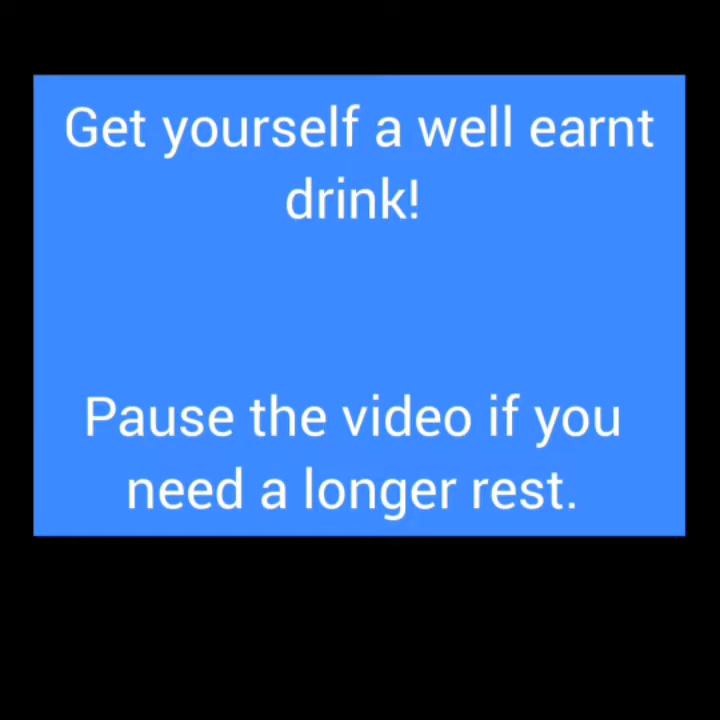 Get yourself a well earnt
drink!
Pause the video if you
need a longer rest.